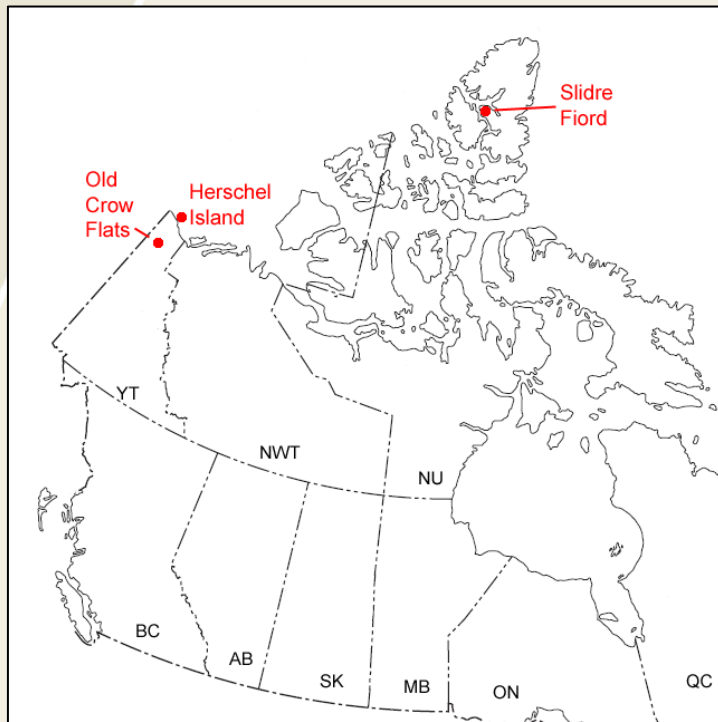 Slidre
Fiord
Old
Crow
Flats
Herschel
Island
YT
NWT
NU
BC
AB
SK
MB
ON
QC